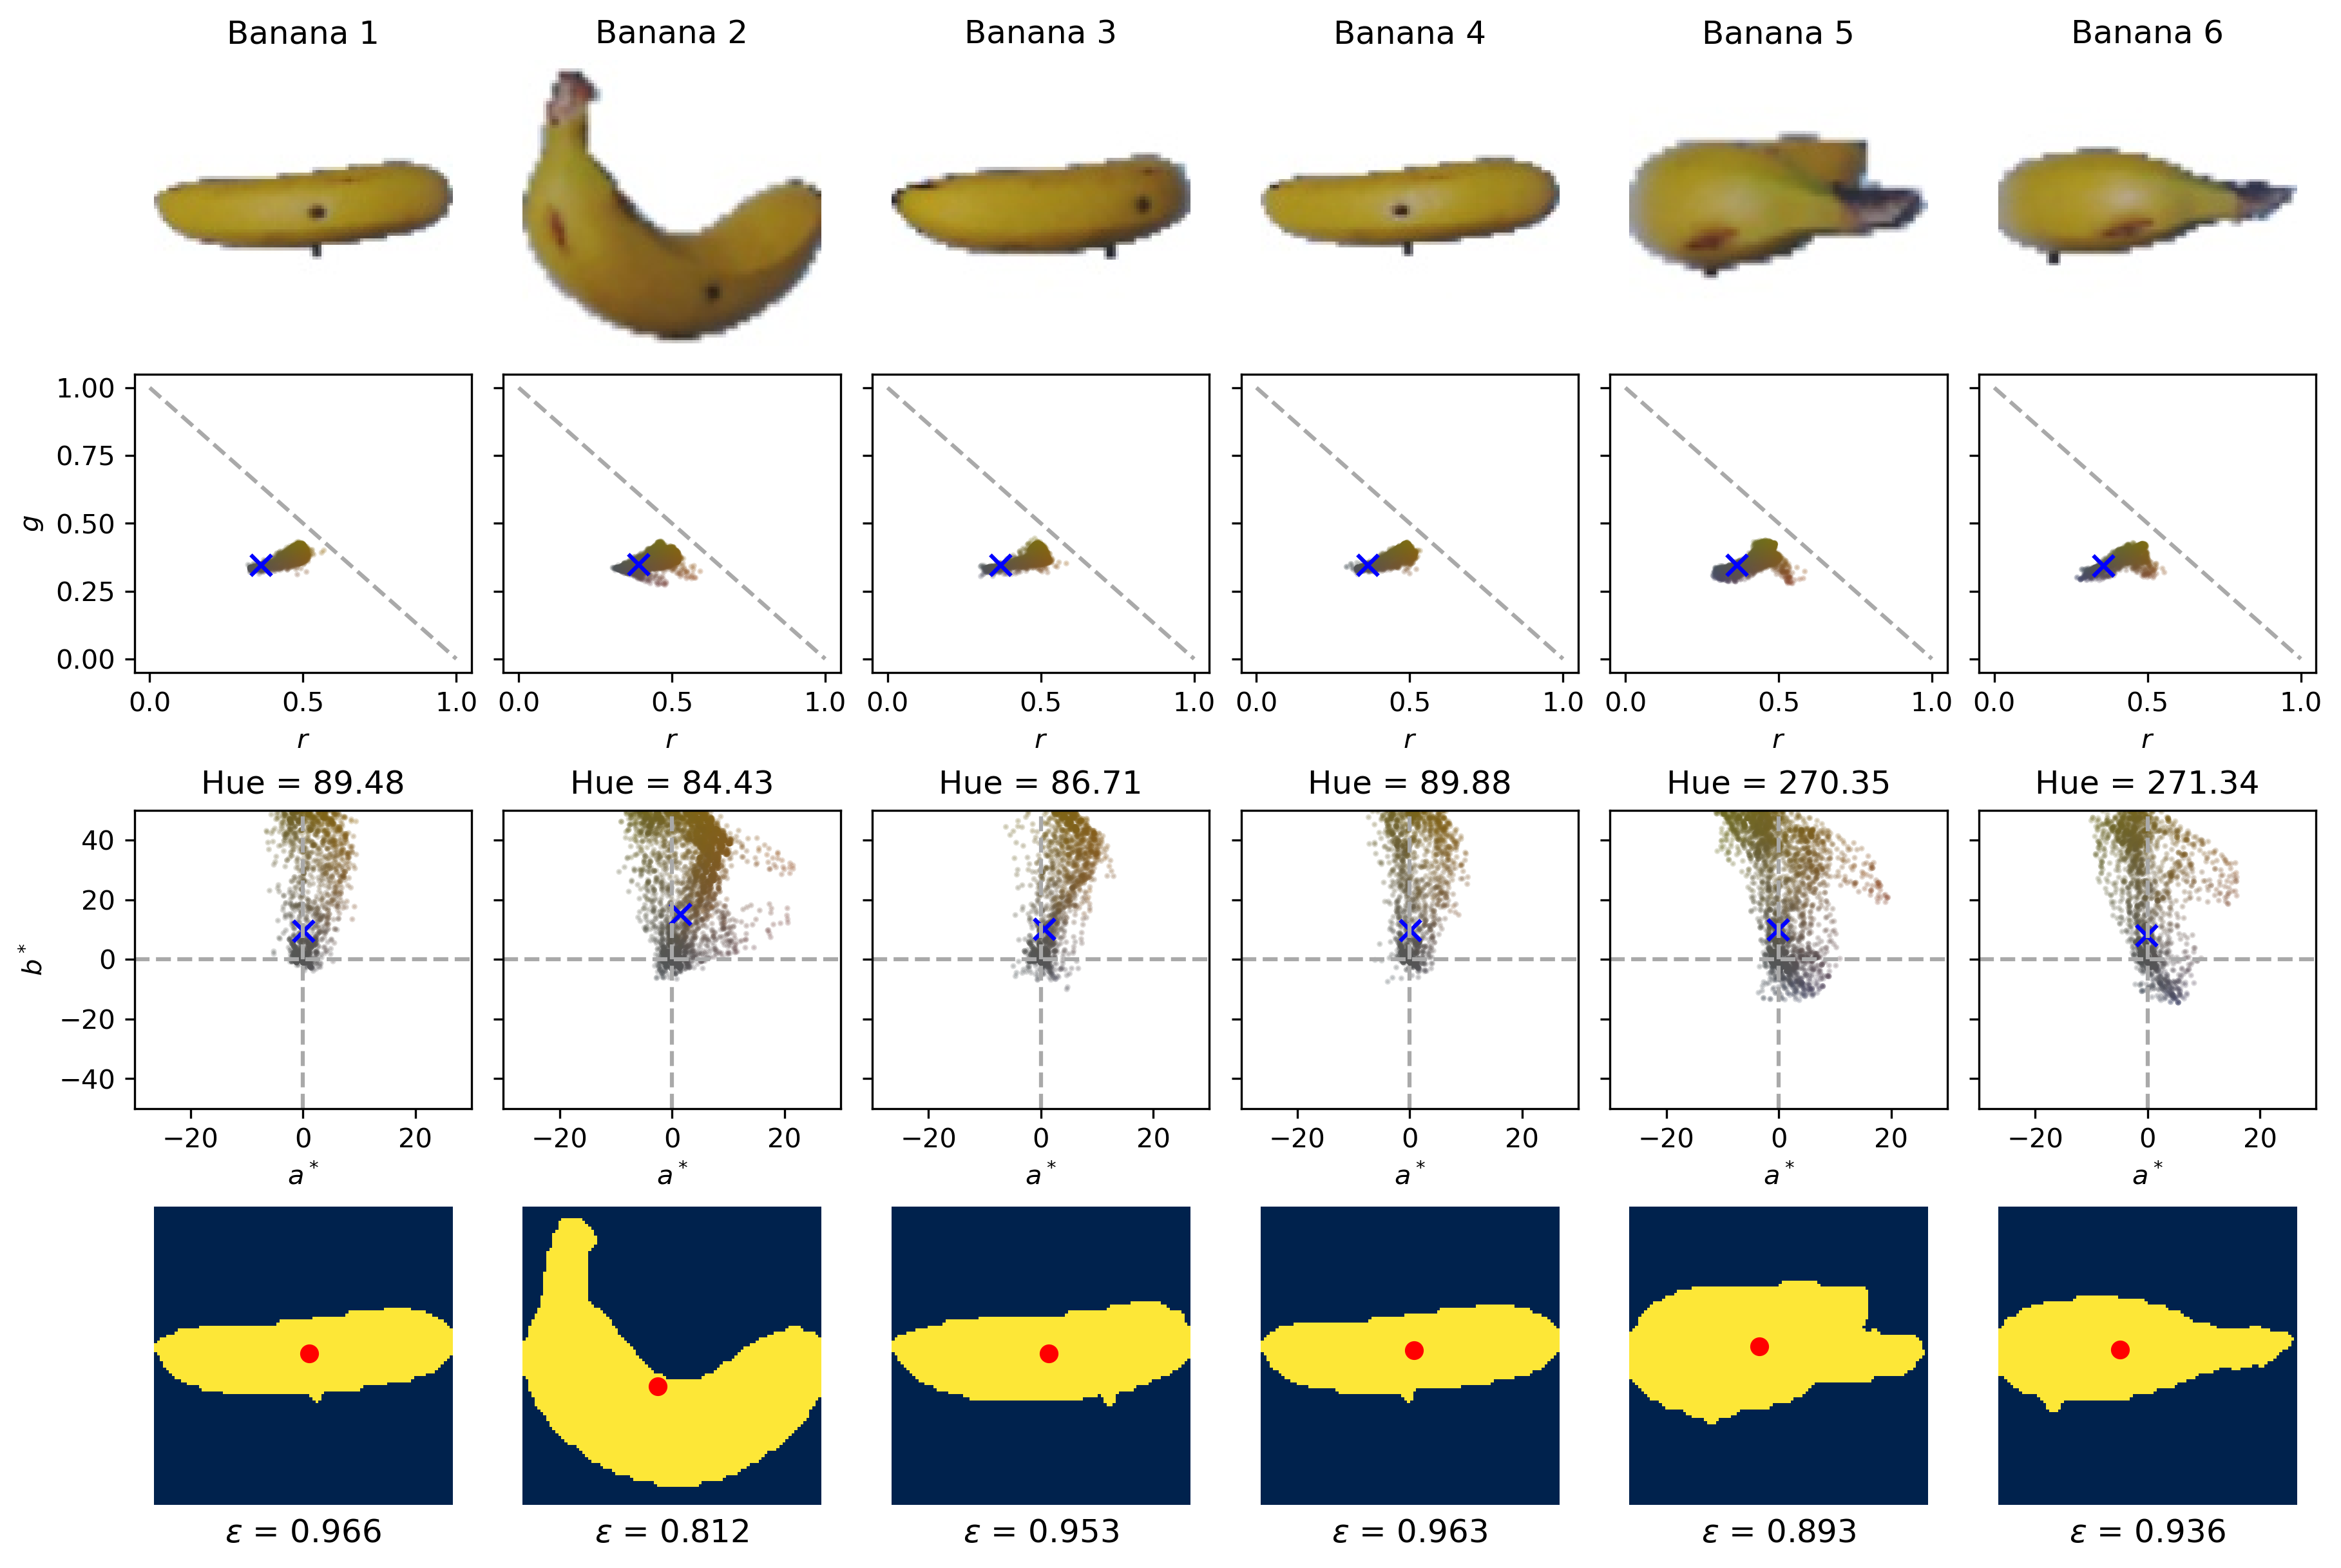 Banana 1 Banana 2 Banana 3 Banana 4 Banana 5 Banana 6
1.00
0.75
0.50
0.25
0.00
g
0.0 0.5 1.0 0.0 0.5 1.0 0.0 0.5 1.0 0.0 0.5 1.0 0.0 0.5 1.0 0.0 0.5 1.0
r r r r r r
Hue = 89.48 Hue = 84.43 Hue = 86.71 Hue = 89.88 Hue = 270.35 Hue = 271.34
40
20
0
−20
−40
b*
−20 0 20 −20 0 20 −20 0 20 −20 0 20 −20 0 20 −20 0 20
a* a* a* a* a* a*
ε = 0.966 ε = 0.812 ε = 0.953 ε = 0.963 ε = 0.893 ε = 0.936